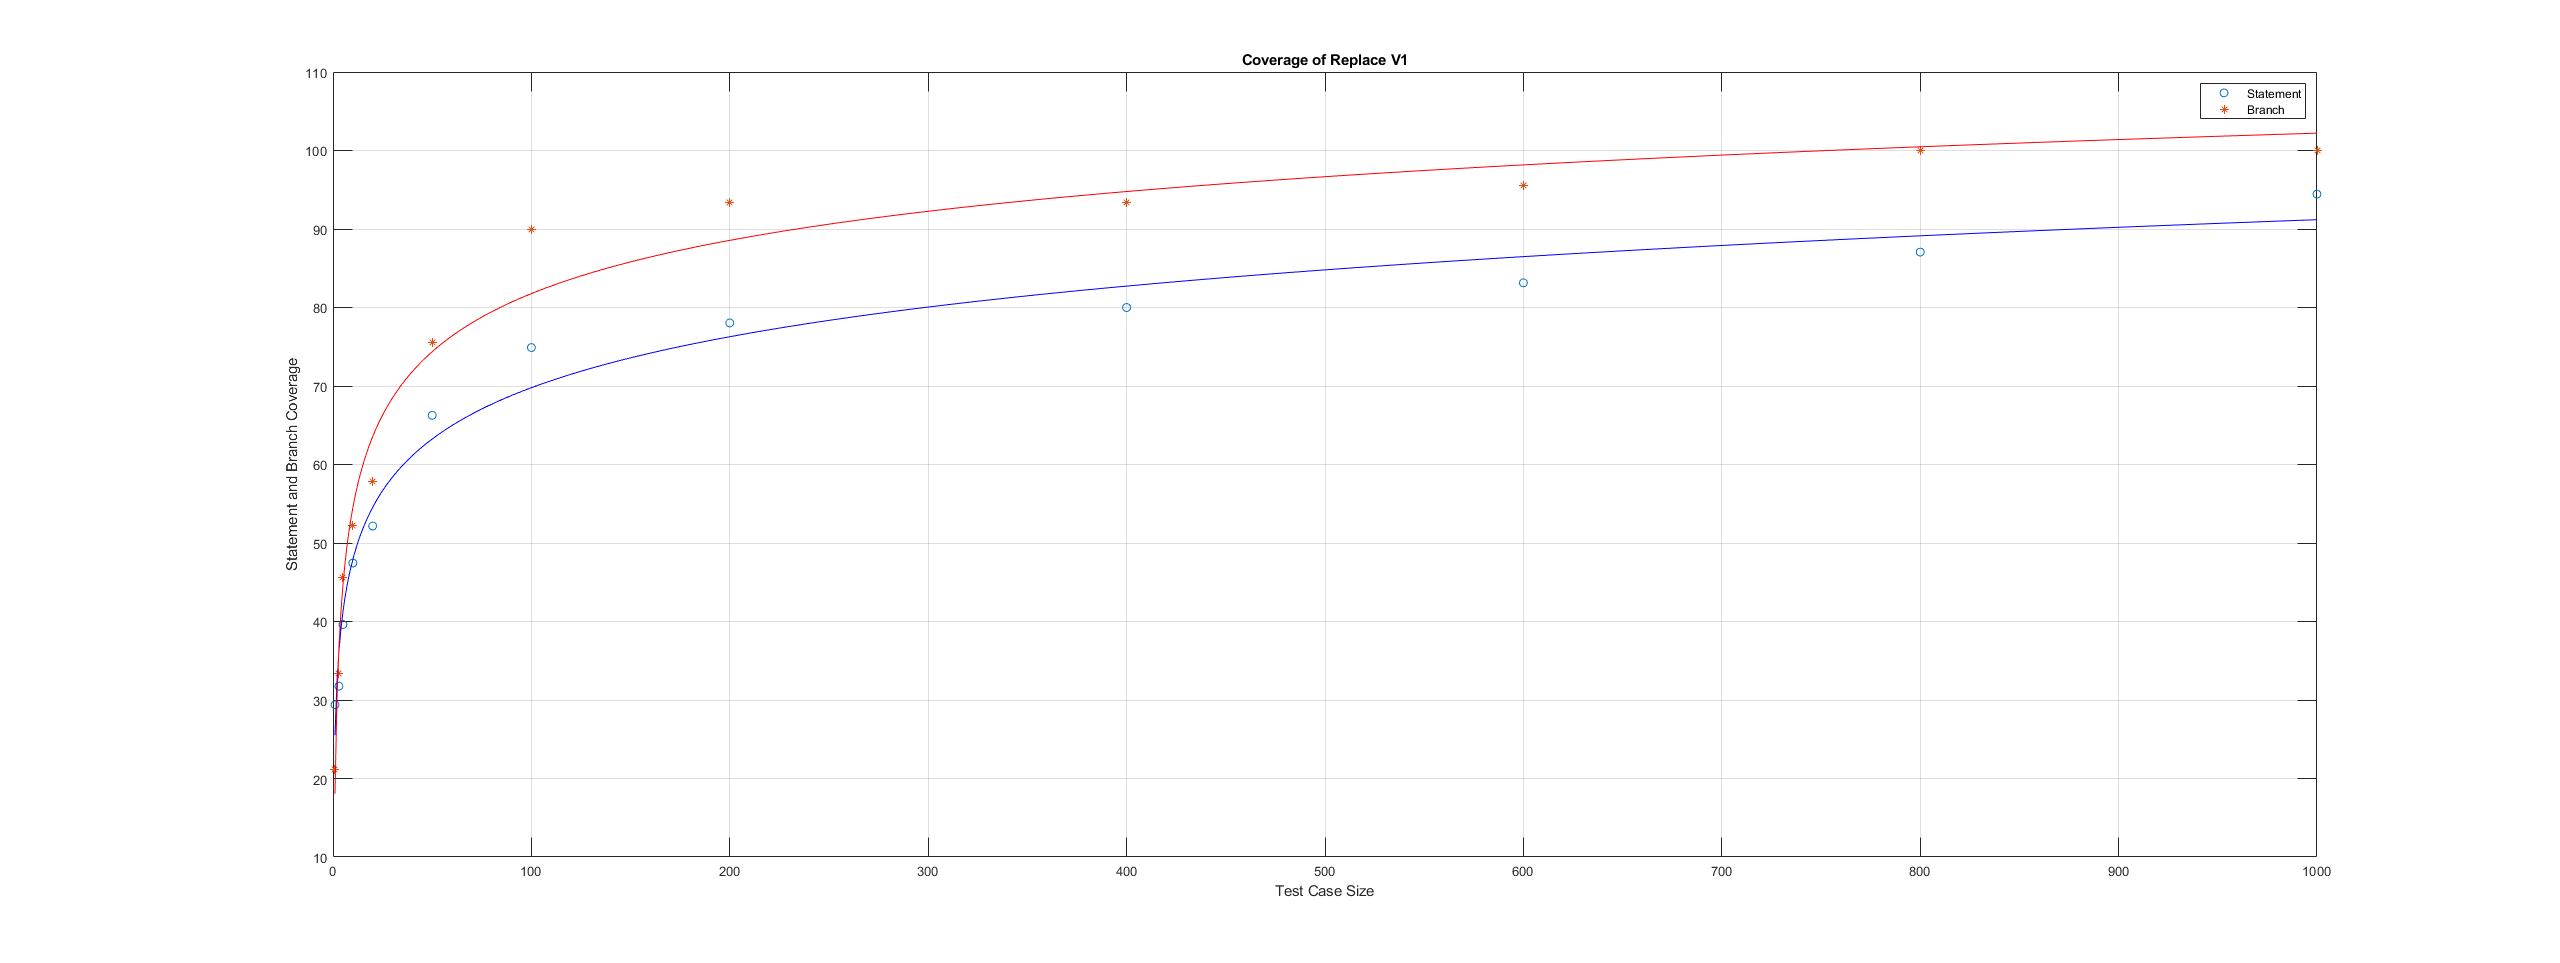 Coverage of Replace V1
110
100
90
80
70
60
50
40
30
20
10
Statement and Branch Coverage
Statement
Branch
0 100 200 300 400 500 600 700 800 900 1000
Test Case Size